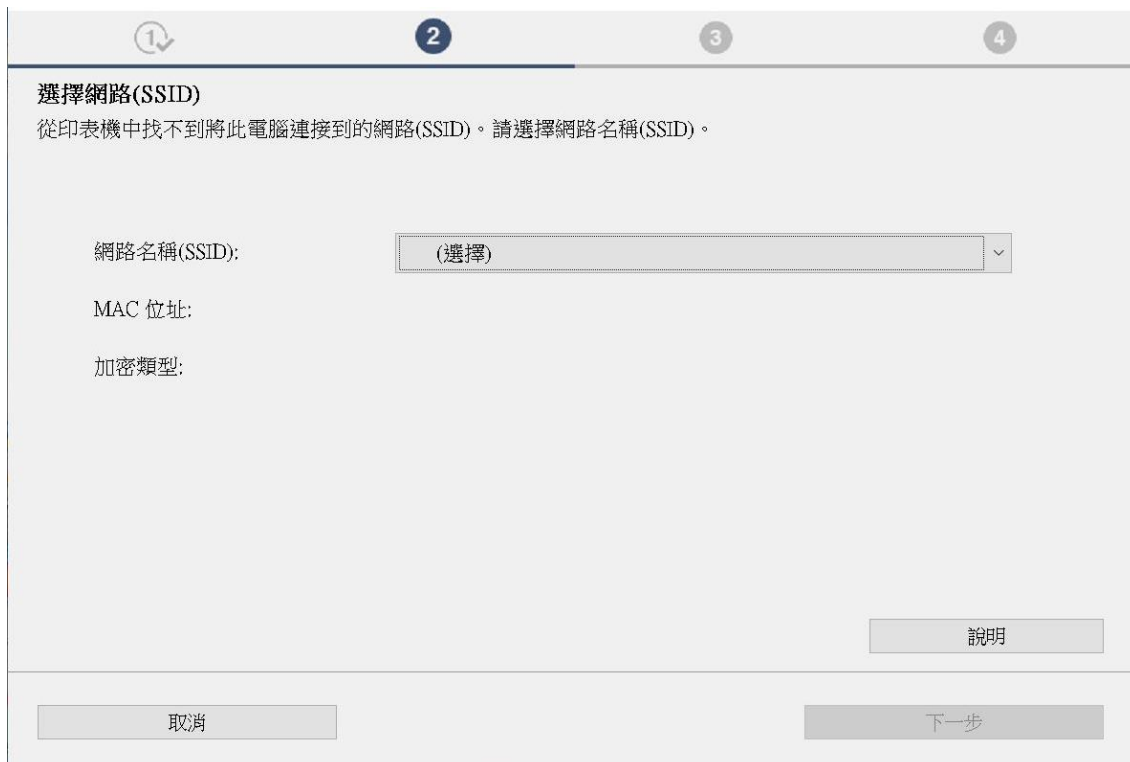 1 2 3 4
選擇網路(SSID)
從印表機中找不到將此電腦連接到的網路(SSID)。請選擇網路名稱(SSID)。
網路名稱(SSID): (選擇)
MAC 位址:
加密類型:
說明
取消 下一步